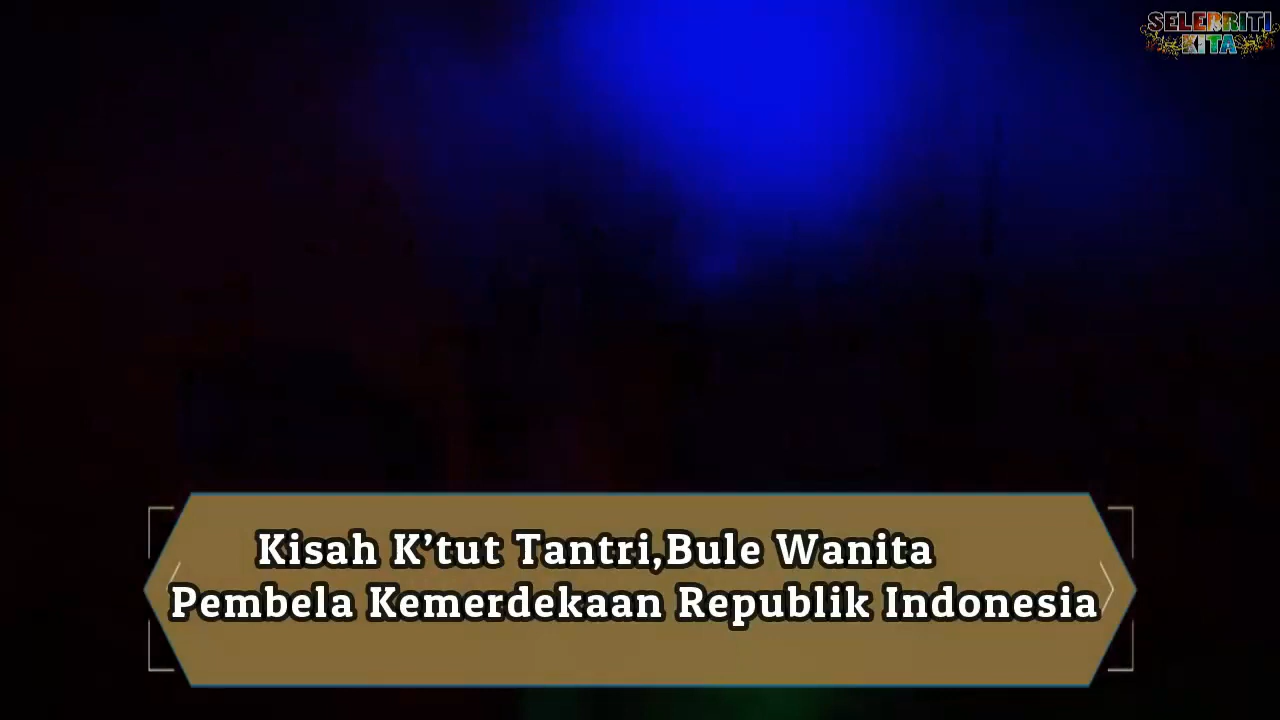 SELEBRITI
KITA
Kisah K’tut Tantri,Bule Wanita
Pembela Kemerdekaan Republik Indonesia